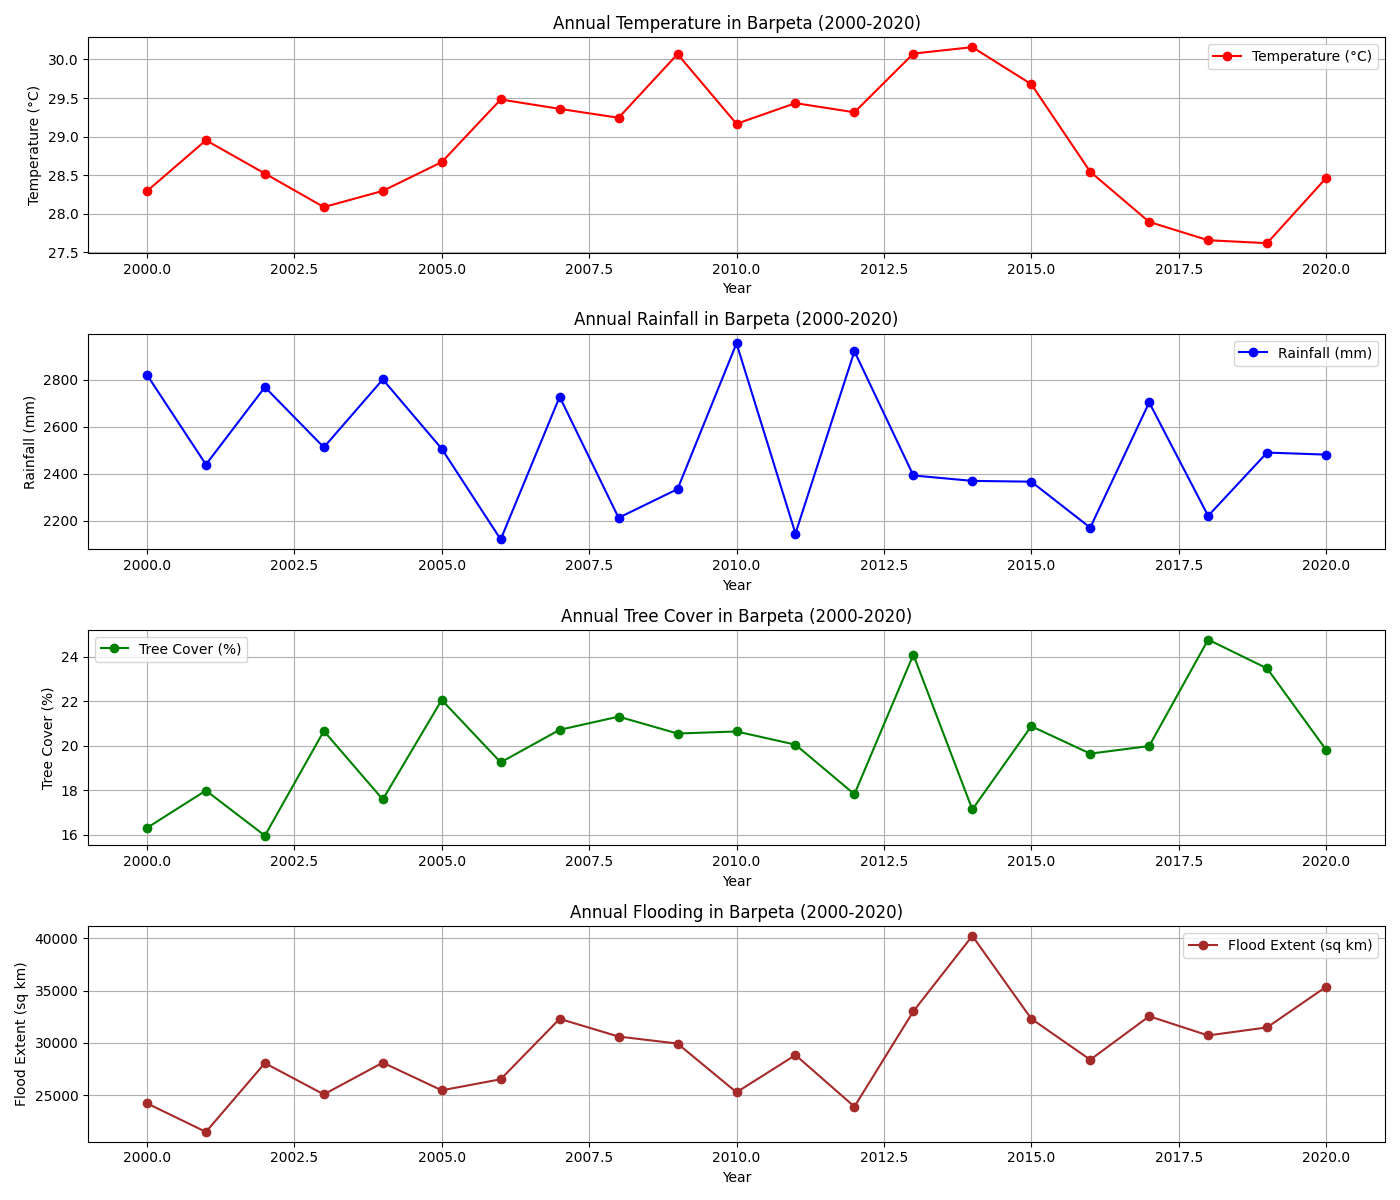 Annual Temperature in Barpeta (2000-2020)
Temperature (°C)
30.0
29.5
29.0
28.5
28.0
27.5
Temperature (°C)
2000.0 2002.5 2005.0 2007.5 2010.0 2012.5 2015.0 2017.5 2020.0
Year
Annual Rainfall in Barpeta (2000-2020)
Rainfall (mm)
2800
2600
2400
2200
Rainfall (mm)
2000.0 2002.5 2005.0 2007.5 2010.0 2012.5 2015.0 2017.5 2020.0
Year
Annual Tree Cover in Barpeta (2000-2020)
Tree Cover (%)
24
22
20
18
16
Tree Cover (%)
2000.0 2002.5 2005.0 2007.5 2010.0 2012.5 2015.0 2017.5 2020.0
Year
Annual Flooding in Barpeta (2000-2020)
Flood Extent (sq km)
40000
35000
30000
25000
Flood Extent (sq km)
2000.0 2002.5 2005.0 2007.5 2010.0 2012.5 2015.0 2017.5 2020.0
Year